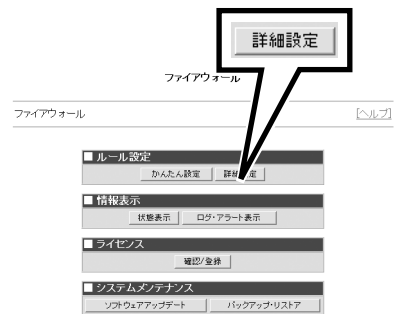 詳細設定
ファイアウォール
ファイアウォール [ヘルプ]
■ ルール設定
かんたん設定 詳細設定
■ 情報表示
状態表示 ログ・アラート表示
■ ライセンス
確認/登録
■ システムメンテナンス
ソフトウェアアップデート バックアップ・リストア